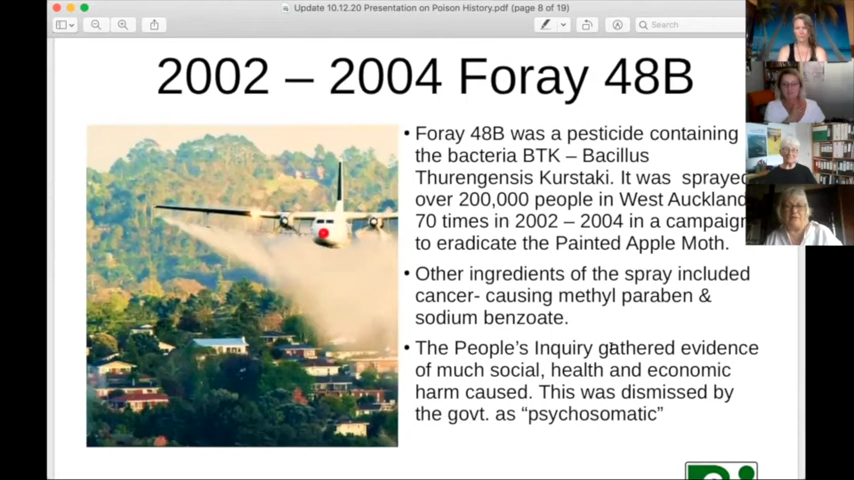 Update 10.12.20 Presentation on Poison History.pdf (page 8 of 19)
Search
2002 – 2004 Foray 48B
• Foray 48B was a pesticide containing
the bacteria BTK – Bacillus
Thurengensis Kurstaki. It was sprayed
over 200,000 people in West Auckland
70 times in 2002 – 2004 in a campaign
to eradicate the Painted Apple Moth.
• Other ingredients of the spray included
cancer- causing methyl paraben &
sodium benzoate.
• The People's Inquiry gathered evidence
of much social, health and economic
harm caused. This was dismissed by
the govt. as “psychosomatic”